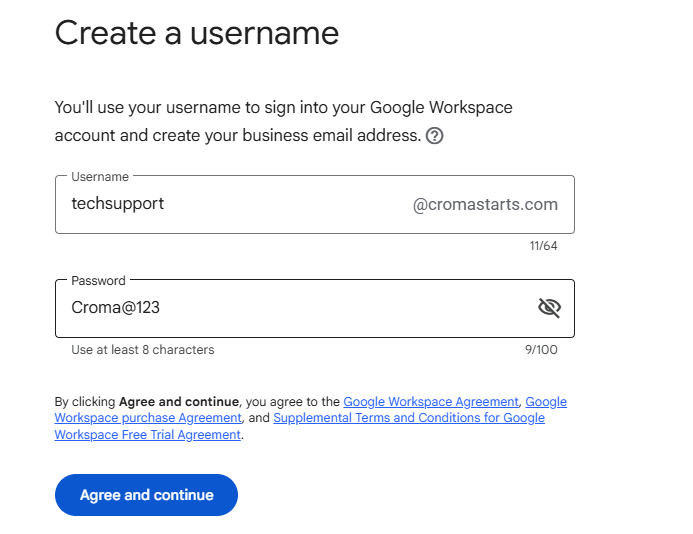 Create a username
You'll use your username to sign into your Google Workspace
account and create your business email address.
Username
techsupport @cromastarts.com
11/64
Password
Croma@123
Use at least 8 characters 9/100
By clicking Agree and continue, you agree to the Google Workspace Agreement, Google
Workspace purchase Agreement, and Supplemental Terms and Conditions for Google
Workspace Free Trial Agreement.
Agree and continue